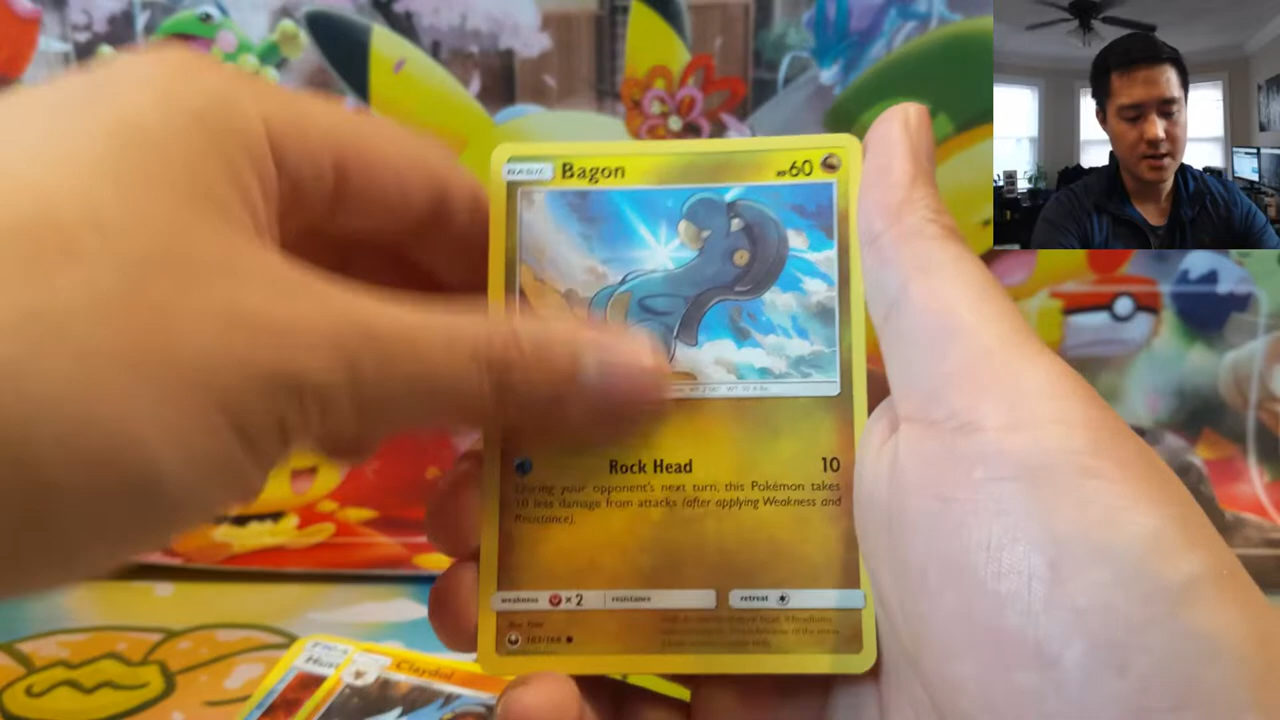 BASIC Bagon HP60
Rock Head 10
During your opponent's next turn, this Pokémon takes
10 less damage from attacks (after applying Weakness and
Resistance).
weakness ×2 resistance retreat
Claydol